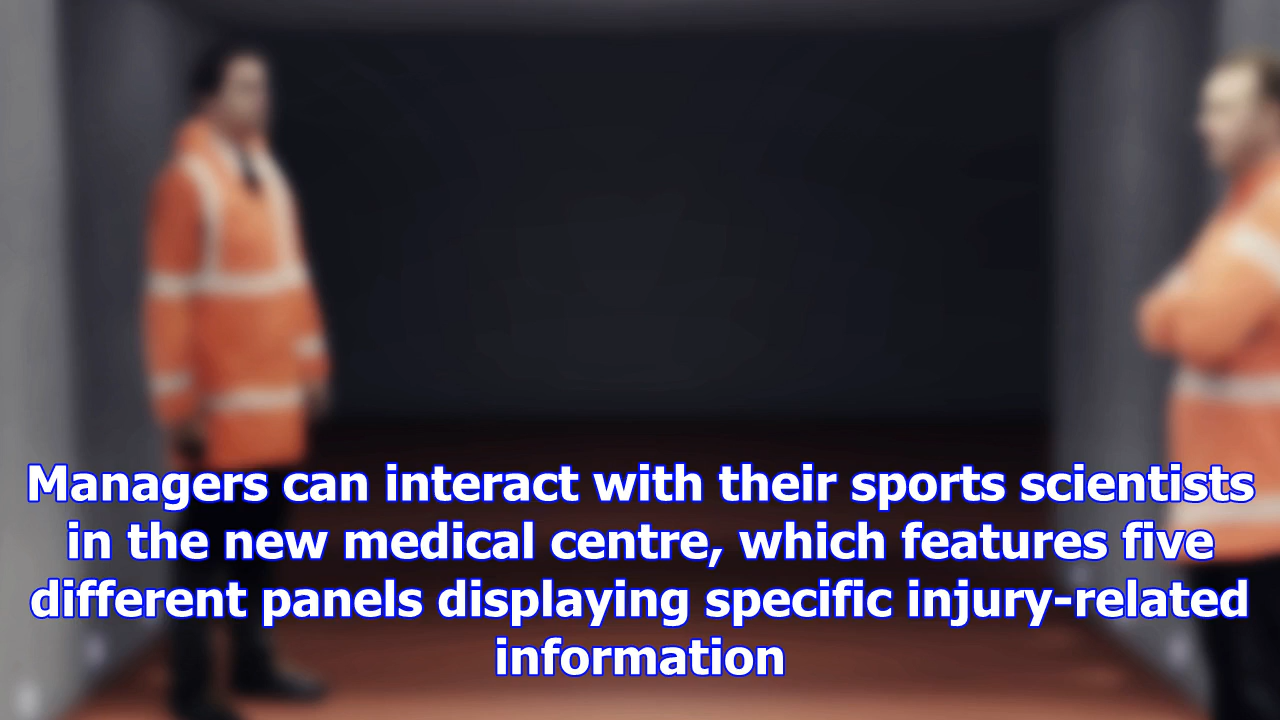 Managers can interact with their sports scientists
in the new medical centre, which features five
different panels displaying specific injury-related
information